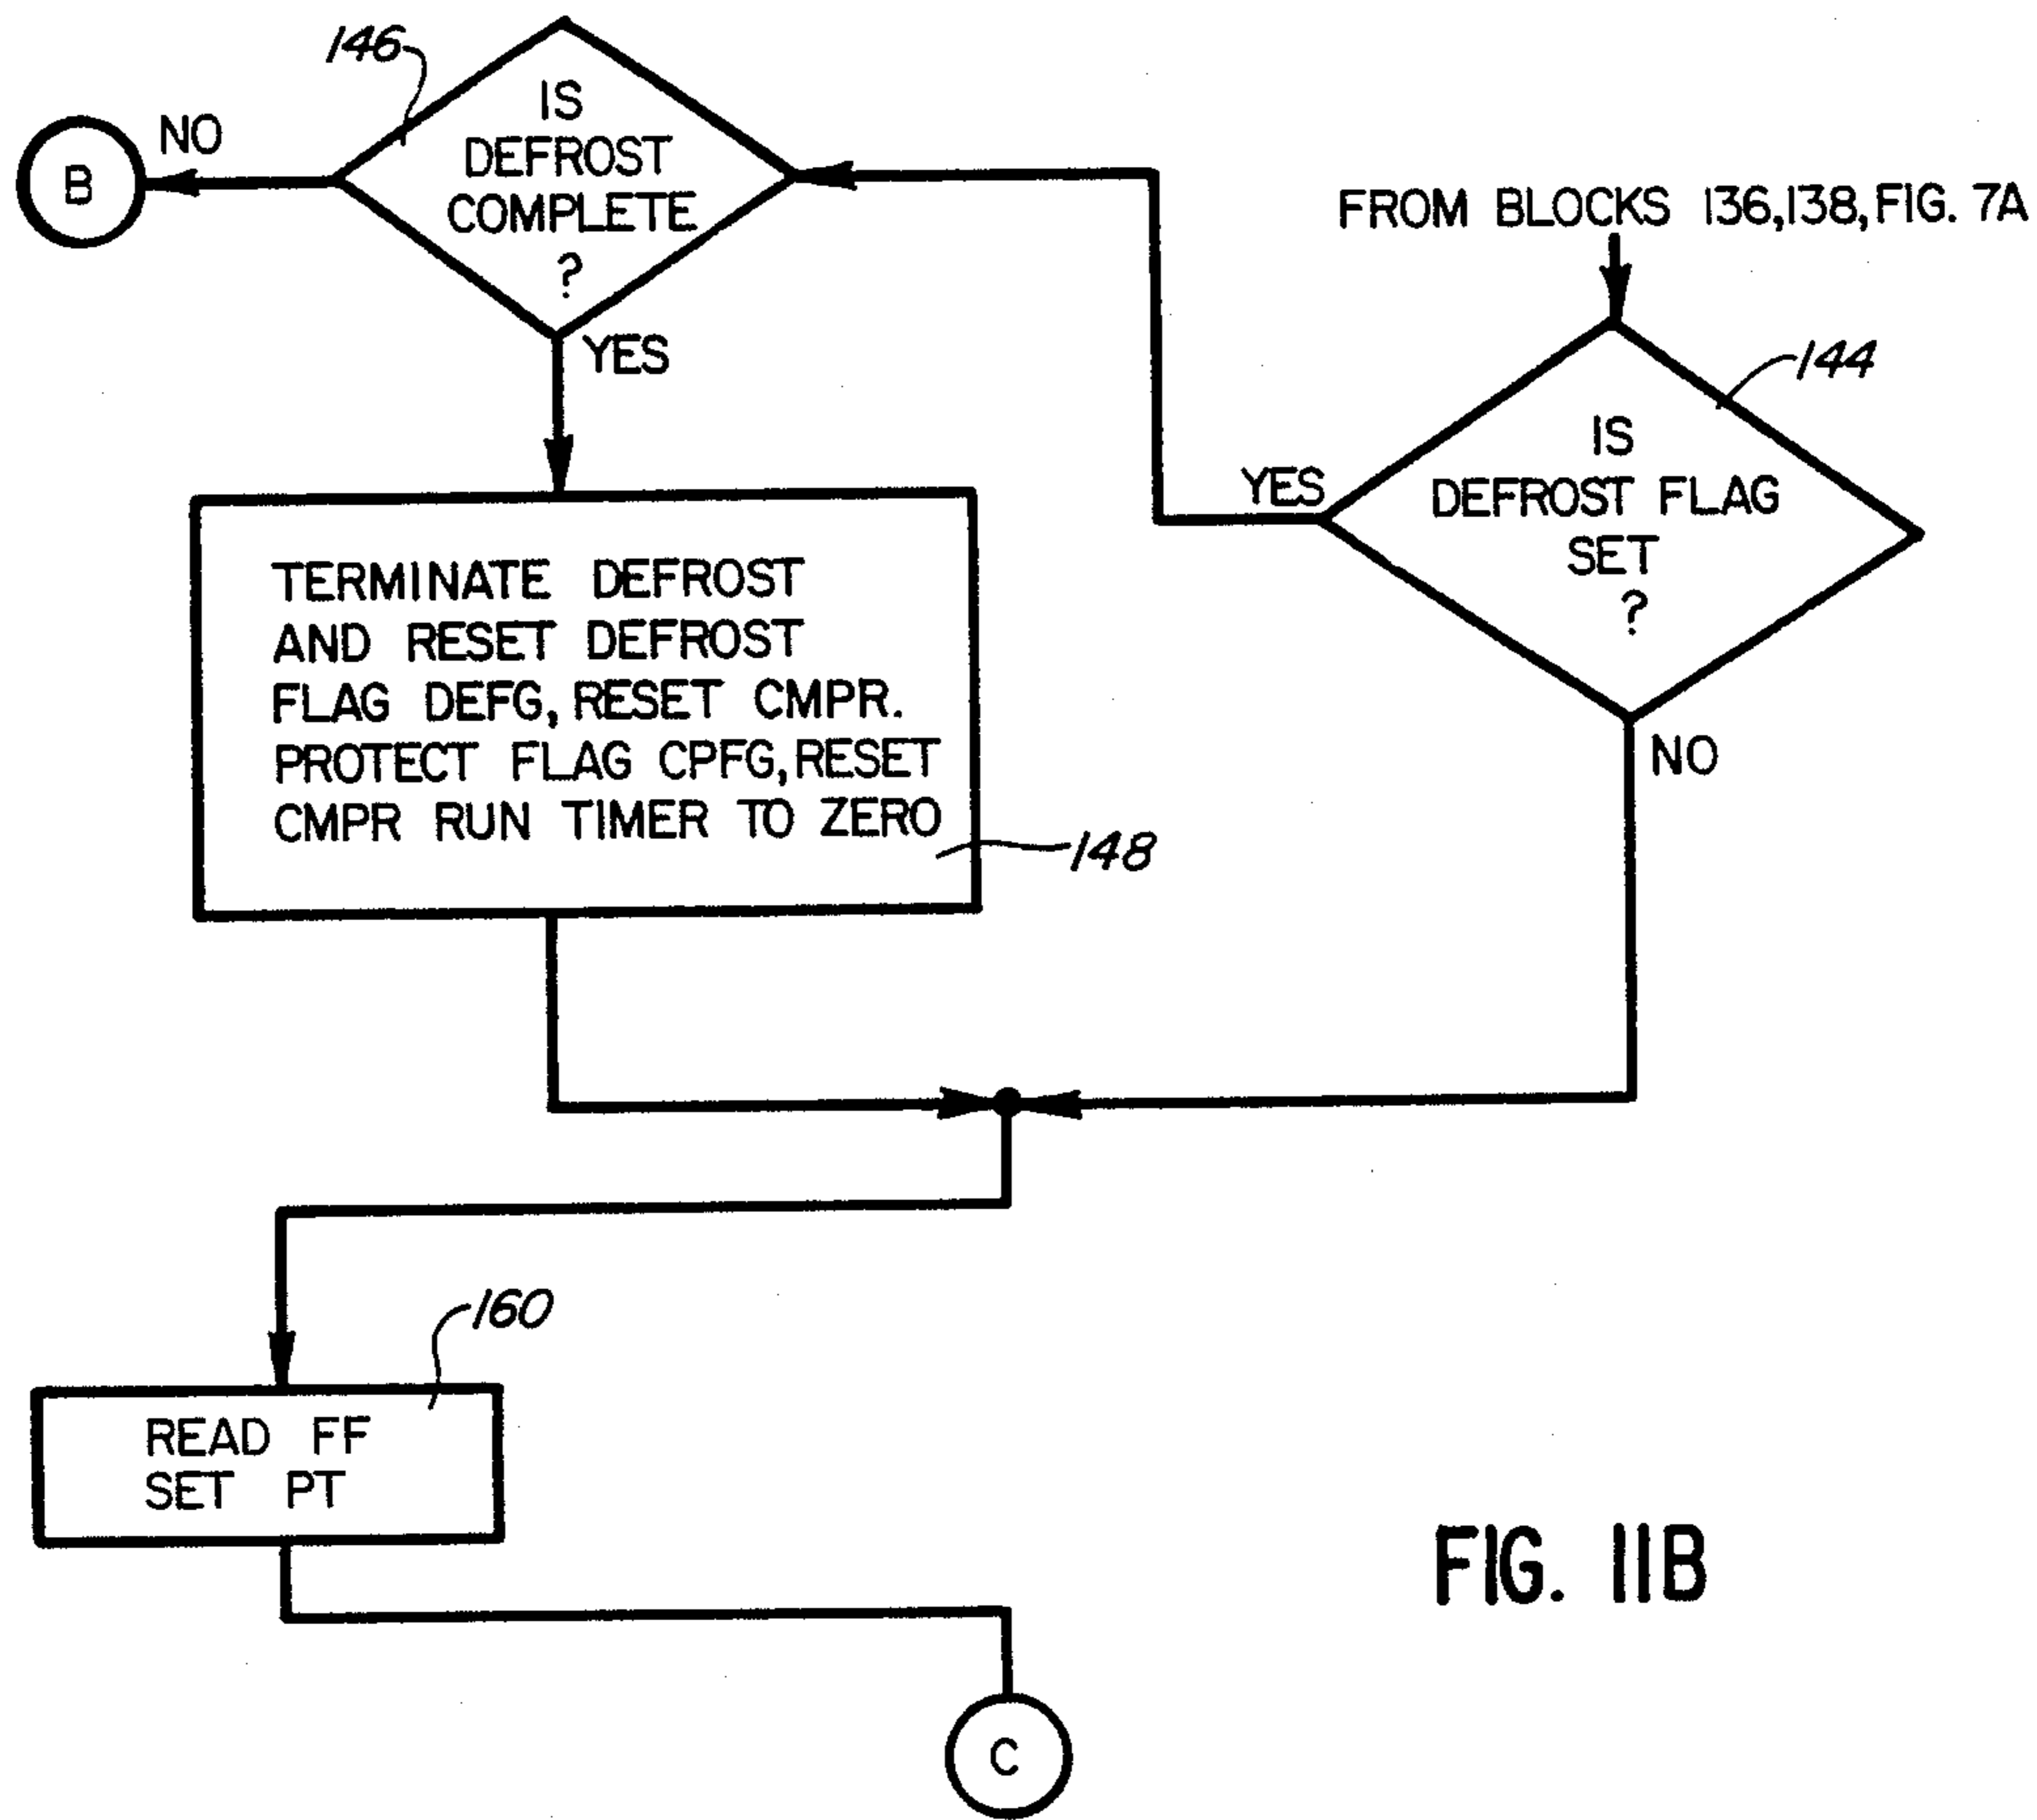 146
IS
DEFROST
COMPLETE
?
NO
B
YES
FROM BLOCKS 136,138,FIG. 7A
144
IS
DEFROST FLAG
SET
?
YES
NO
TERMINATE DEFROST
AND RESET DEFROST
FLAG DEFG,RESET CMPR.
PROTECT FLAG CPFG,RESET
CMPR RUN TIMER TO ZERO
148
160
READ FF
SET PT
C
FIG. 11B